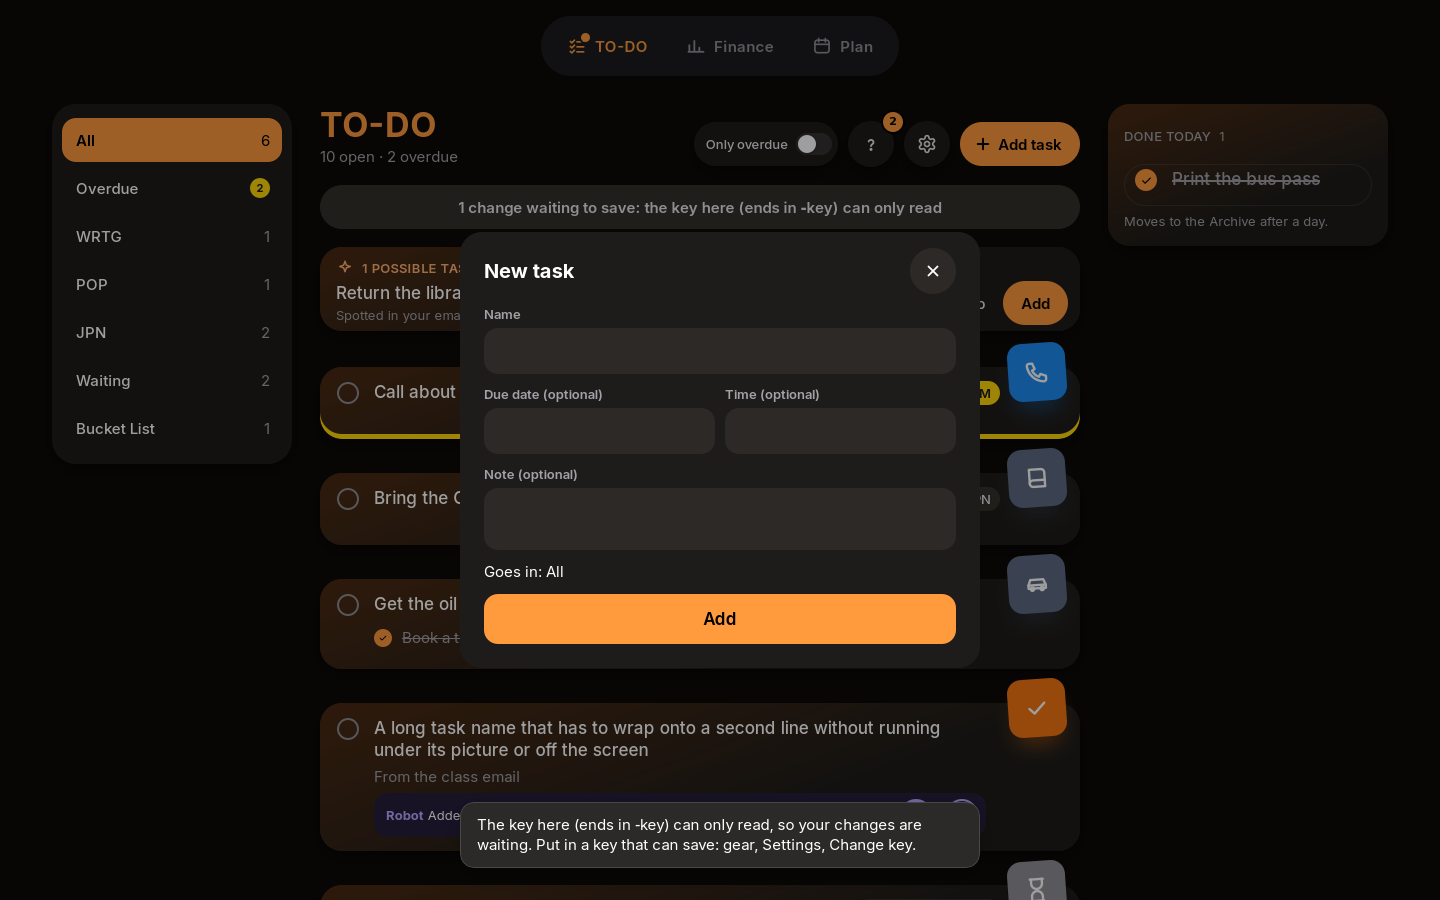 TO-DO
Finance
Plan
All 6
Overdue 2
WRTG 1
POP 1
JPN 2
Waiting 2
Bucket List 1
TO-DO
10 open · 2 overdue
Only overdue
?
2
Add task
1 change waiting to save: the key here (ends in -key) can only read
1 POSSIBLE TA
Return the libra
Spotted in your ema
Add
Call about
M
Bring the
Get the oil
Book a t
A long task name that has to wrap onto a second line without running
under its picture or off the screen
From the class email
Robot Adde
New task
Name
Due date (optional)
Time (optional)
Note (optional)
Goes in: All
Add
The key here (ends in -key) can only read, so your changes are
waiting. Put in a key that can save: gear, Settings, Change key.
DONE TODAY 1
Print the bus pass
Moves to the Archive after a day.